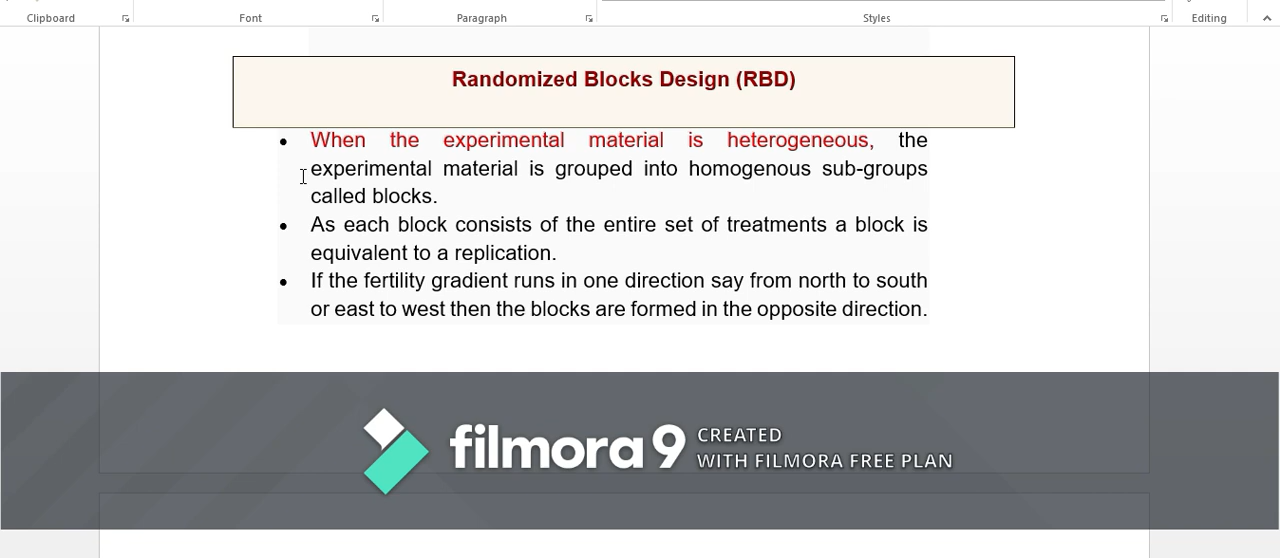 Clipboard Font Paragraph Styles Editing
Randomized Blocks Design (RBD)
• When the experimental material is heterogeneous, the
experimental material is grouped into homogenous sub-groups
called blocks.
• As each block consists of the entire set of treatments a block is
equivalent to a replication.
• If the fertility gradient runs in one direction say from north to south
or east to west then the blocks are formed in the opposite direction.
filmora 9
CREATED
WITH FILMORA FREE PLAN